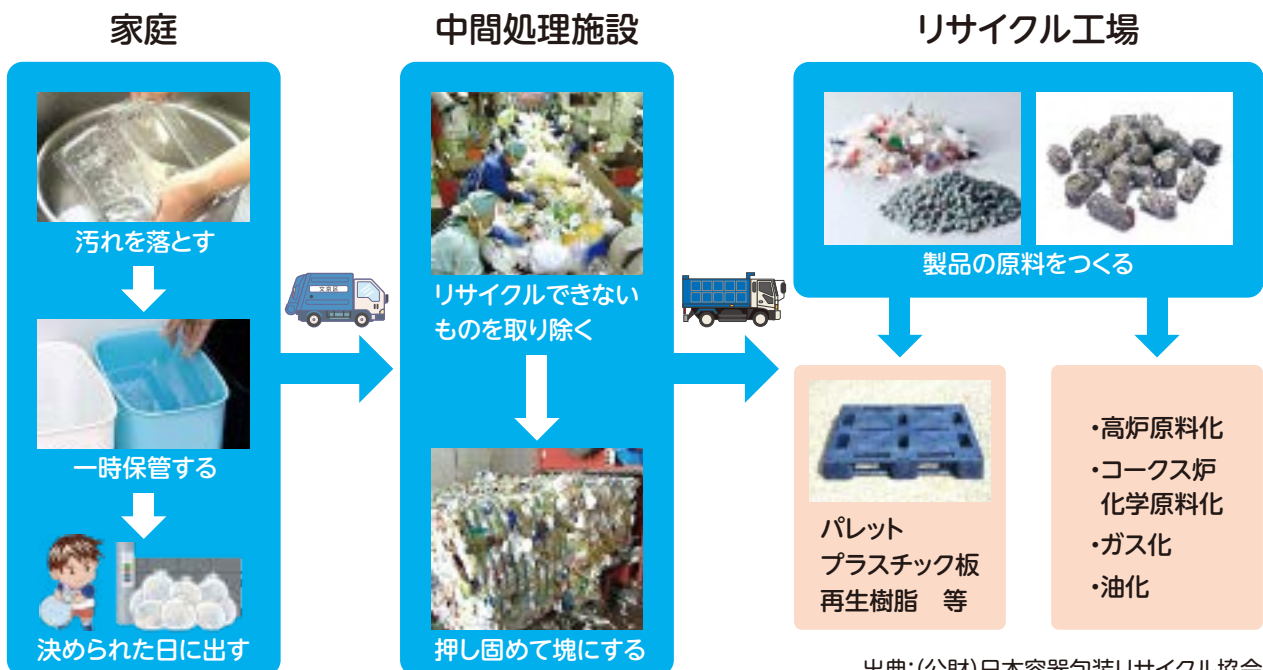 家庭
汚れを落とす
一時保管する
決められた日に出す
文京区
中間処理施設
リサイクルできない
ものを取り除く
押し固めて塊にする
リサイクル工場
製品の原料をつくる
パレット
プラスチック板
再生樹脂 等
・高炉原料化
・コークス炉
化学原料化
・ガス化
・油化
出典:(公財)日本容器包装リサイクル協会